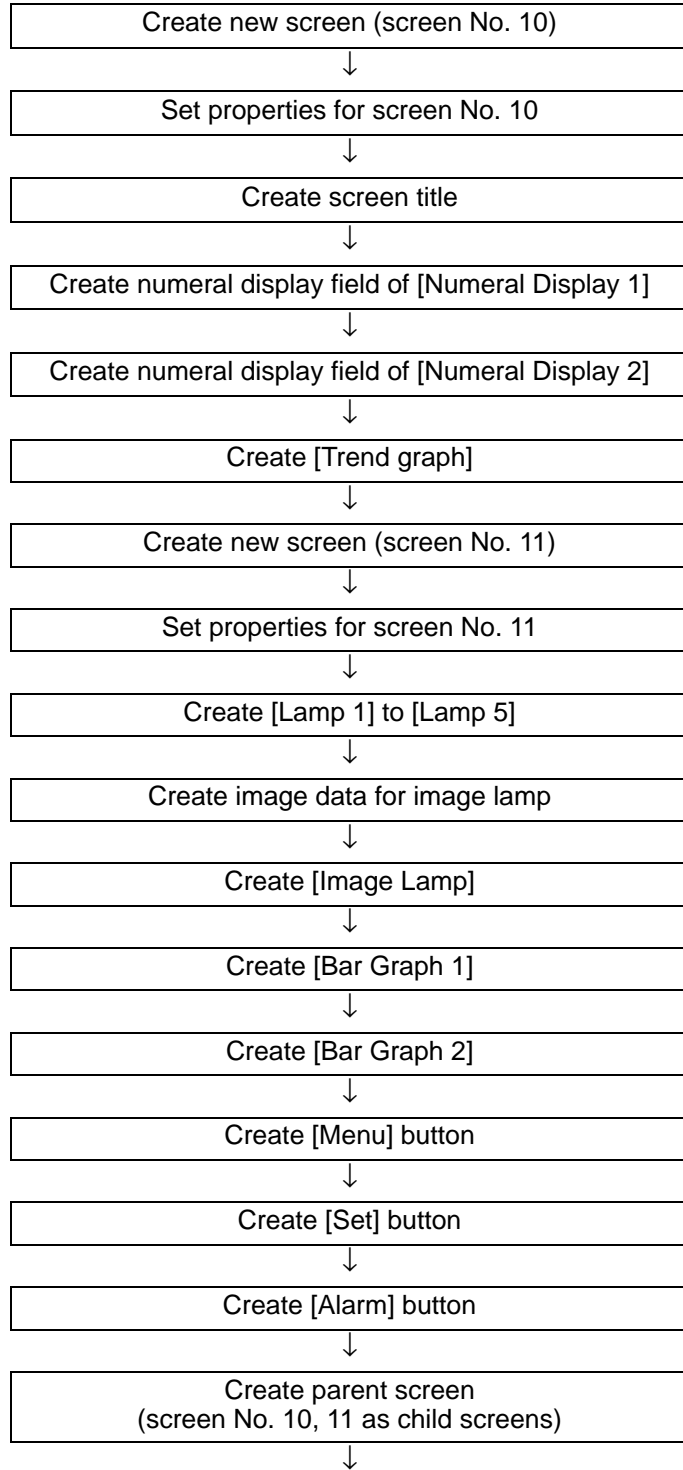 Create new screen (screen No. 10)
↓
Set properties for screen No. 10
↓
Create screen title
↓
Create numeral display field of [Numeral Display 1]
↓
Create numeral display field of [Numeral Display 2]
↓
Create [Trend graph]
↓
Create new screen (screen No. 11)
↓
Set properties for screen No. 11
↓
Create [Lamp 1] to [Lamp 5]
↓
Create image data for image lamp
↓
Create [Image Lamp]
↓
Create [Bar Graph 1]
↓
Create [Bar Graph 2]
↓
Create [Menu] button
↓
Create [Set] button
↓
Create [Alarm] button
↓
Create parent screen
(screen No. 10, 11 as child screens)
↓